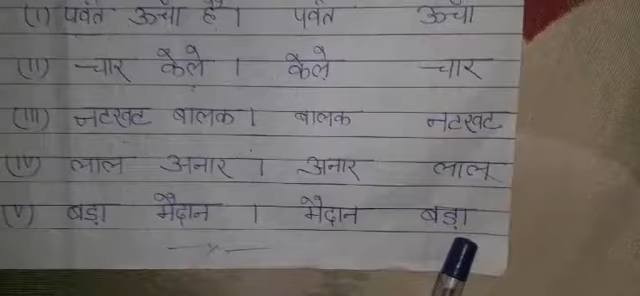 (I) पर्वत ऊँचा है । पर्वत ऊँचा
(II) चार कैले । कैले चार
(III) नटखट बालक । बालक नटखट
(IV) लाल अनार । अनार लाल
(V) बड़ा मैदान । मैदान बड़ा